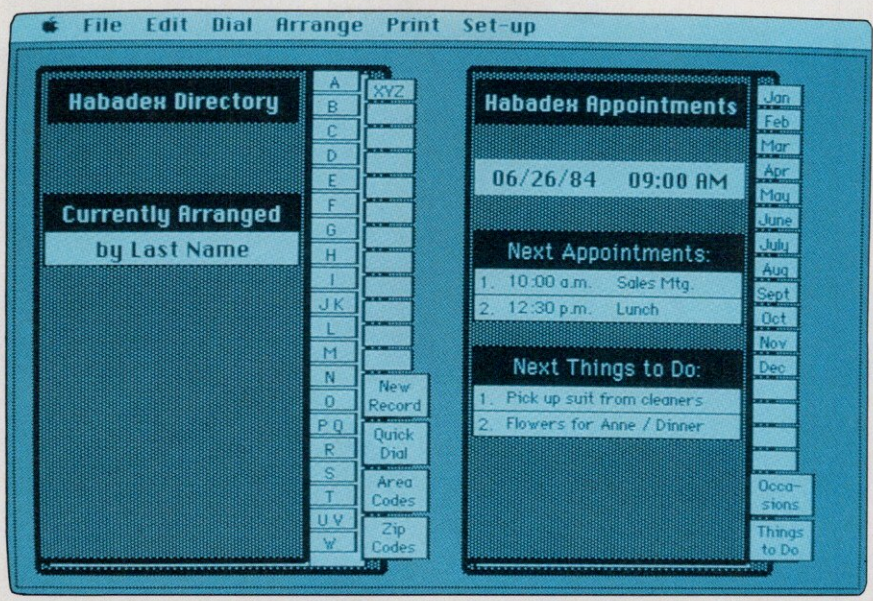 File Edit Dial Arrange Print Set-up
Habadex Directory
Currently Arranged
by Last Name
A
B
C
D
E
F
G
H
I
J K
L
M
N
O
P Q
R
S
T
U V
W
XYZ
New
Record
Quick
Dial
Area
Codes
Zip
Codes
Habadex Appointments
06/26/84 09:00 AM
Next Appointments:
1. 10:00 a.m. Sales Mtg.
2. 12:30 p.m. Lunch
Next Things to Do:
1. Pick up suit from cleaners
2. Flowers for Anne / Dinner
Jan
Feb
Mar
Apr
May
June
July
Aug
Sept
Oct
Nov
Dec
Occa-
sions
Things
to Do